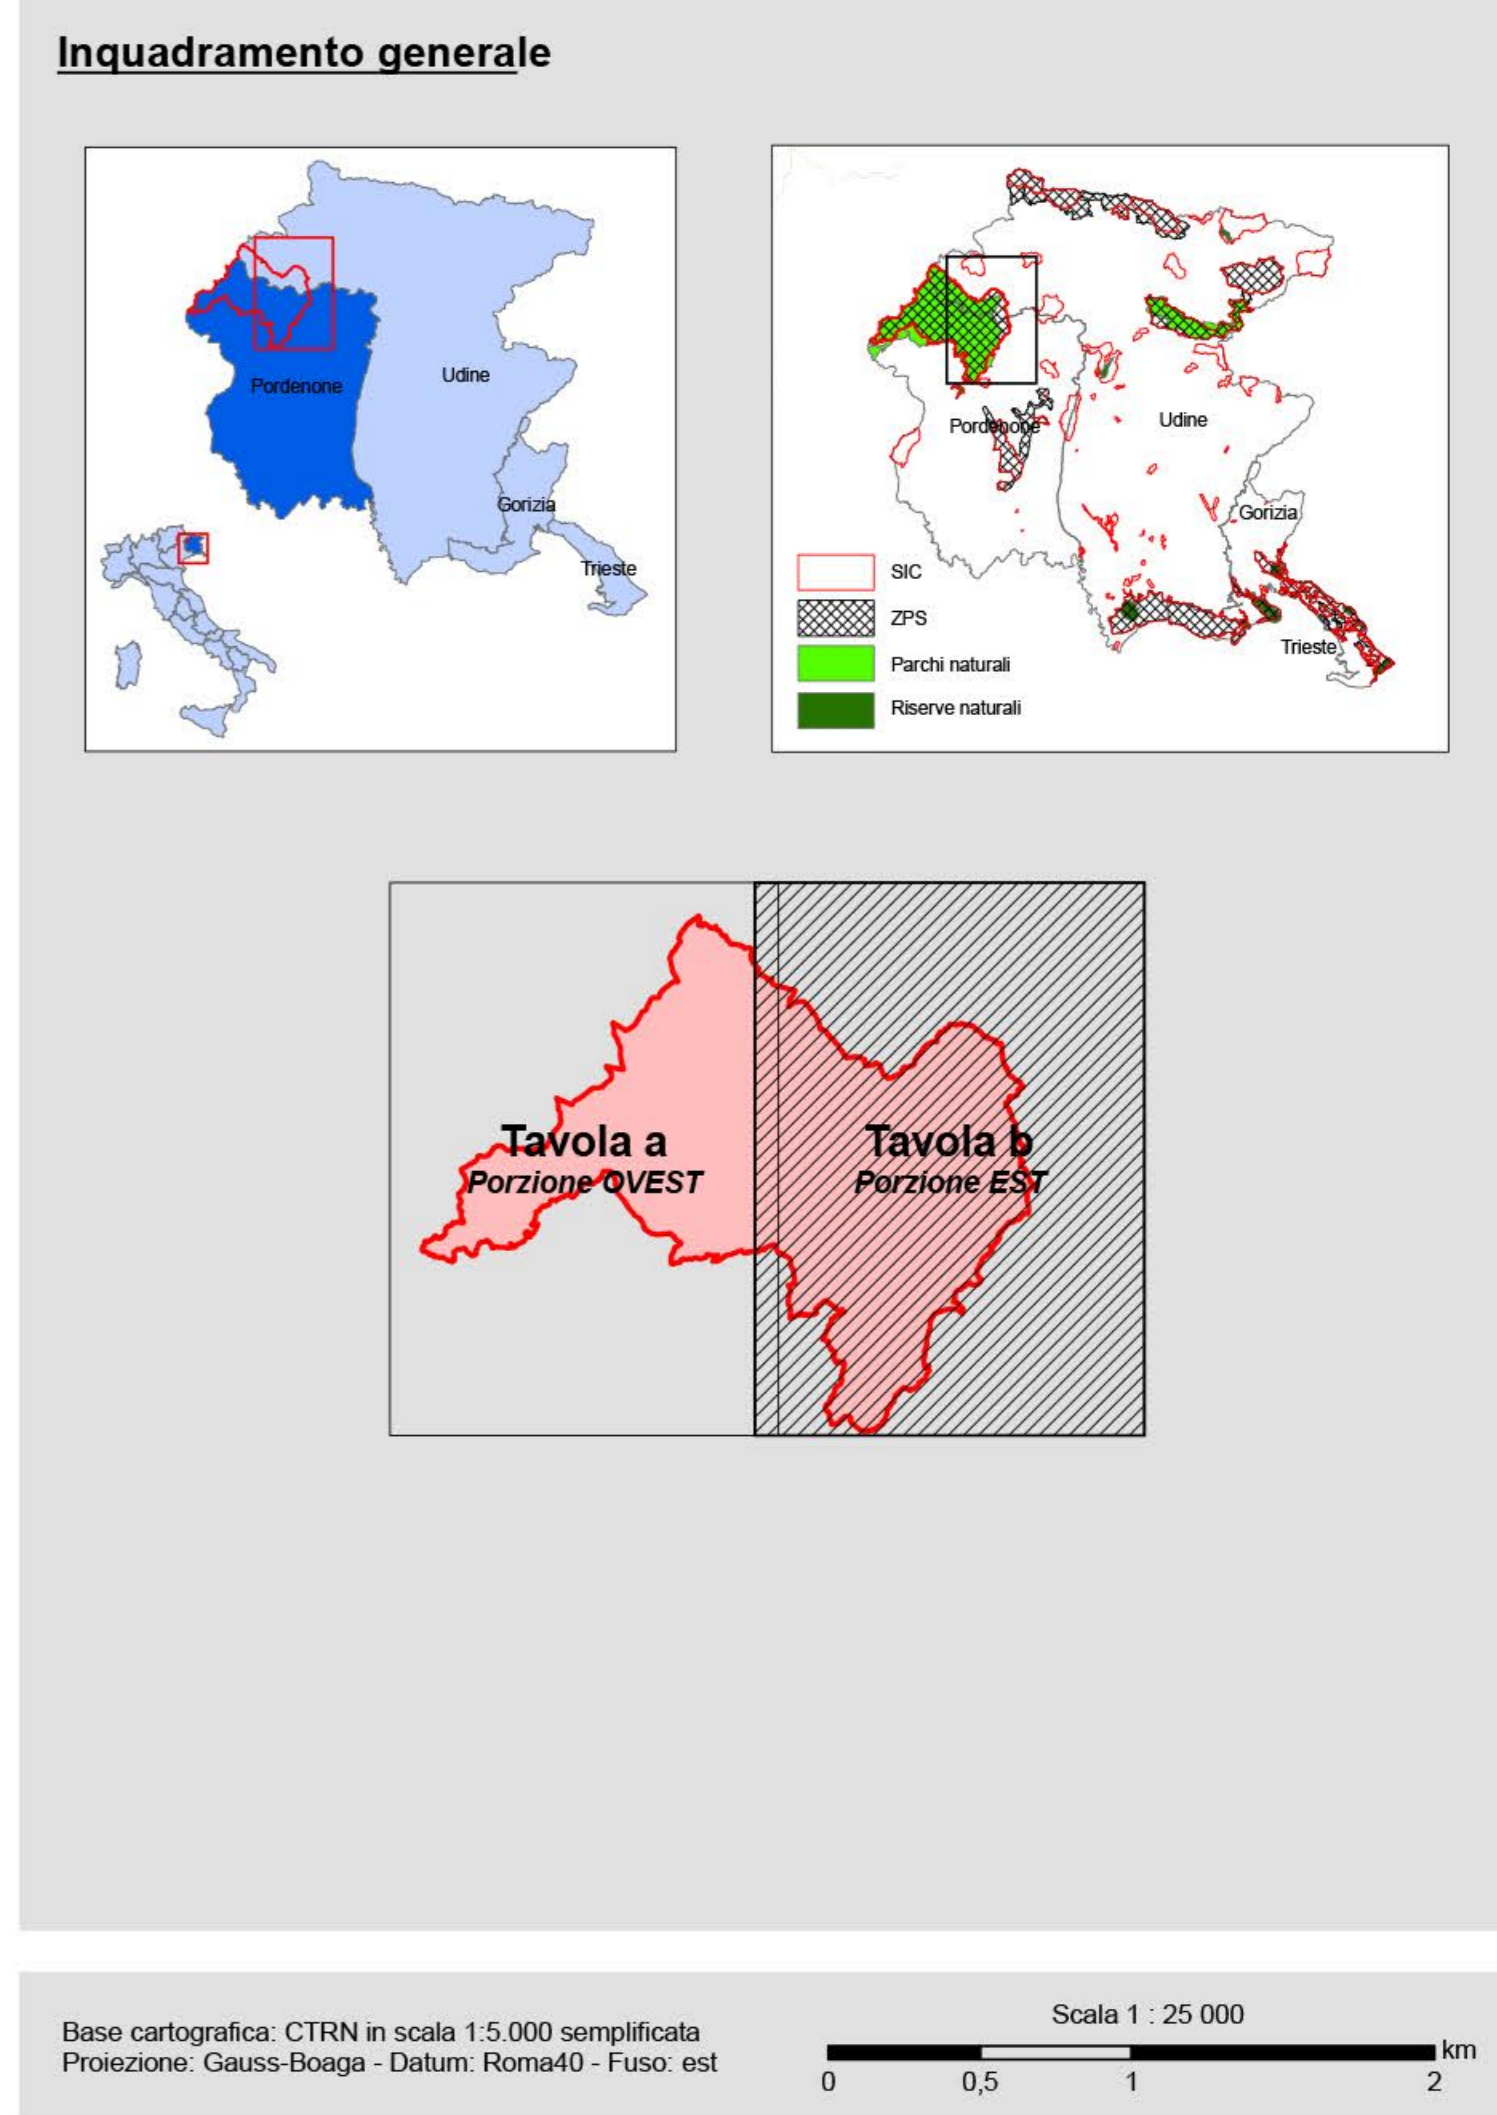 Inquadramento generale
Pordenone
Udine
Gorizia
Trieste
Pordenone
Udine
Gorizia
Trieste
SIC
ZPS
Parchi naturali
Riserve naturali
Tavola a
Porzione OVEST
Tavola b
Porzione EST
Base cartografica: CTRN in scala 1:5.000 semplificata
Proiezione: Gauss-Boaga - Datum: Roma40 - Fuso: est
Scala 1 : 25 000
km
0 0,5 1 2